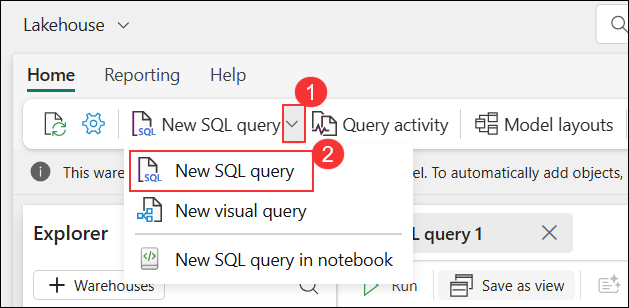 Lakehouse
Home Reporting Help
1
SQL New SQL query Query activity Model layouts
2
SQL New SQL query
This ware el. To automatically add objects,
New visual query
Explorer L query 1
New SQL query in notebook
+ Warehouses Run Save as view